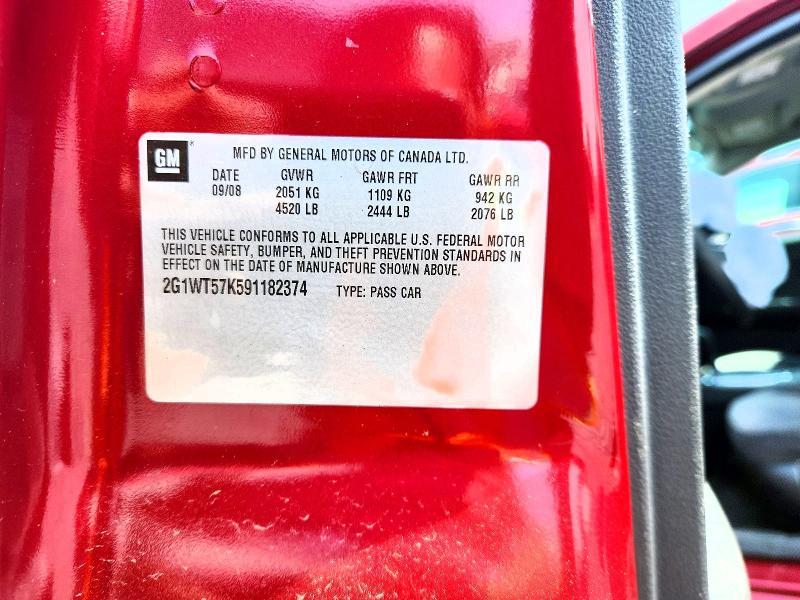 GM
MFD BY GENERAL MOTORS OF CANADA LTD.
DATE GVWR GAWR FRT GAWR RR
09/08 2051 KG 1109 KG 942 KG
4520 LB 2444 LB 2076 LB
THIS VEHICLE CONFORMS TO ALL APPLICABLE U.S. FEDERAL MOTOR
VEHICLE SAFETY, BUMPER, AND THEFT PREVENTION STANDARDS IN
EFFECT ON THE DATE OF MANUFACTURE SHOWN ABOVE.
2G1WT57K591182374 TYPE: PASS CAR